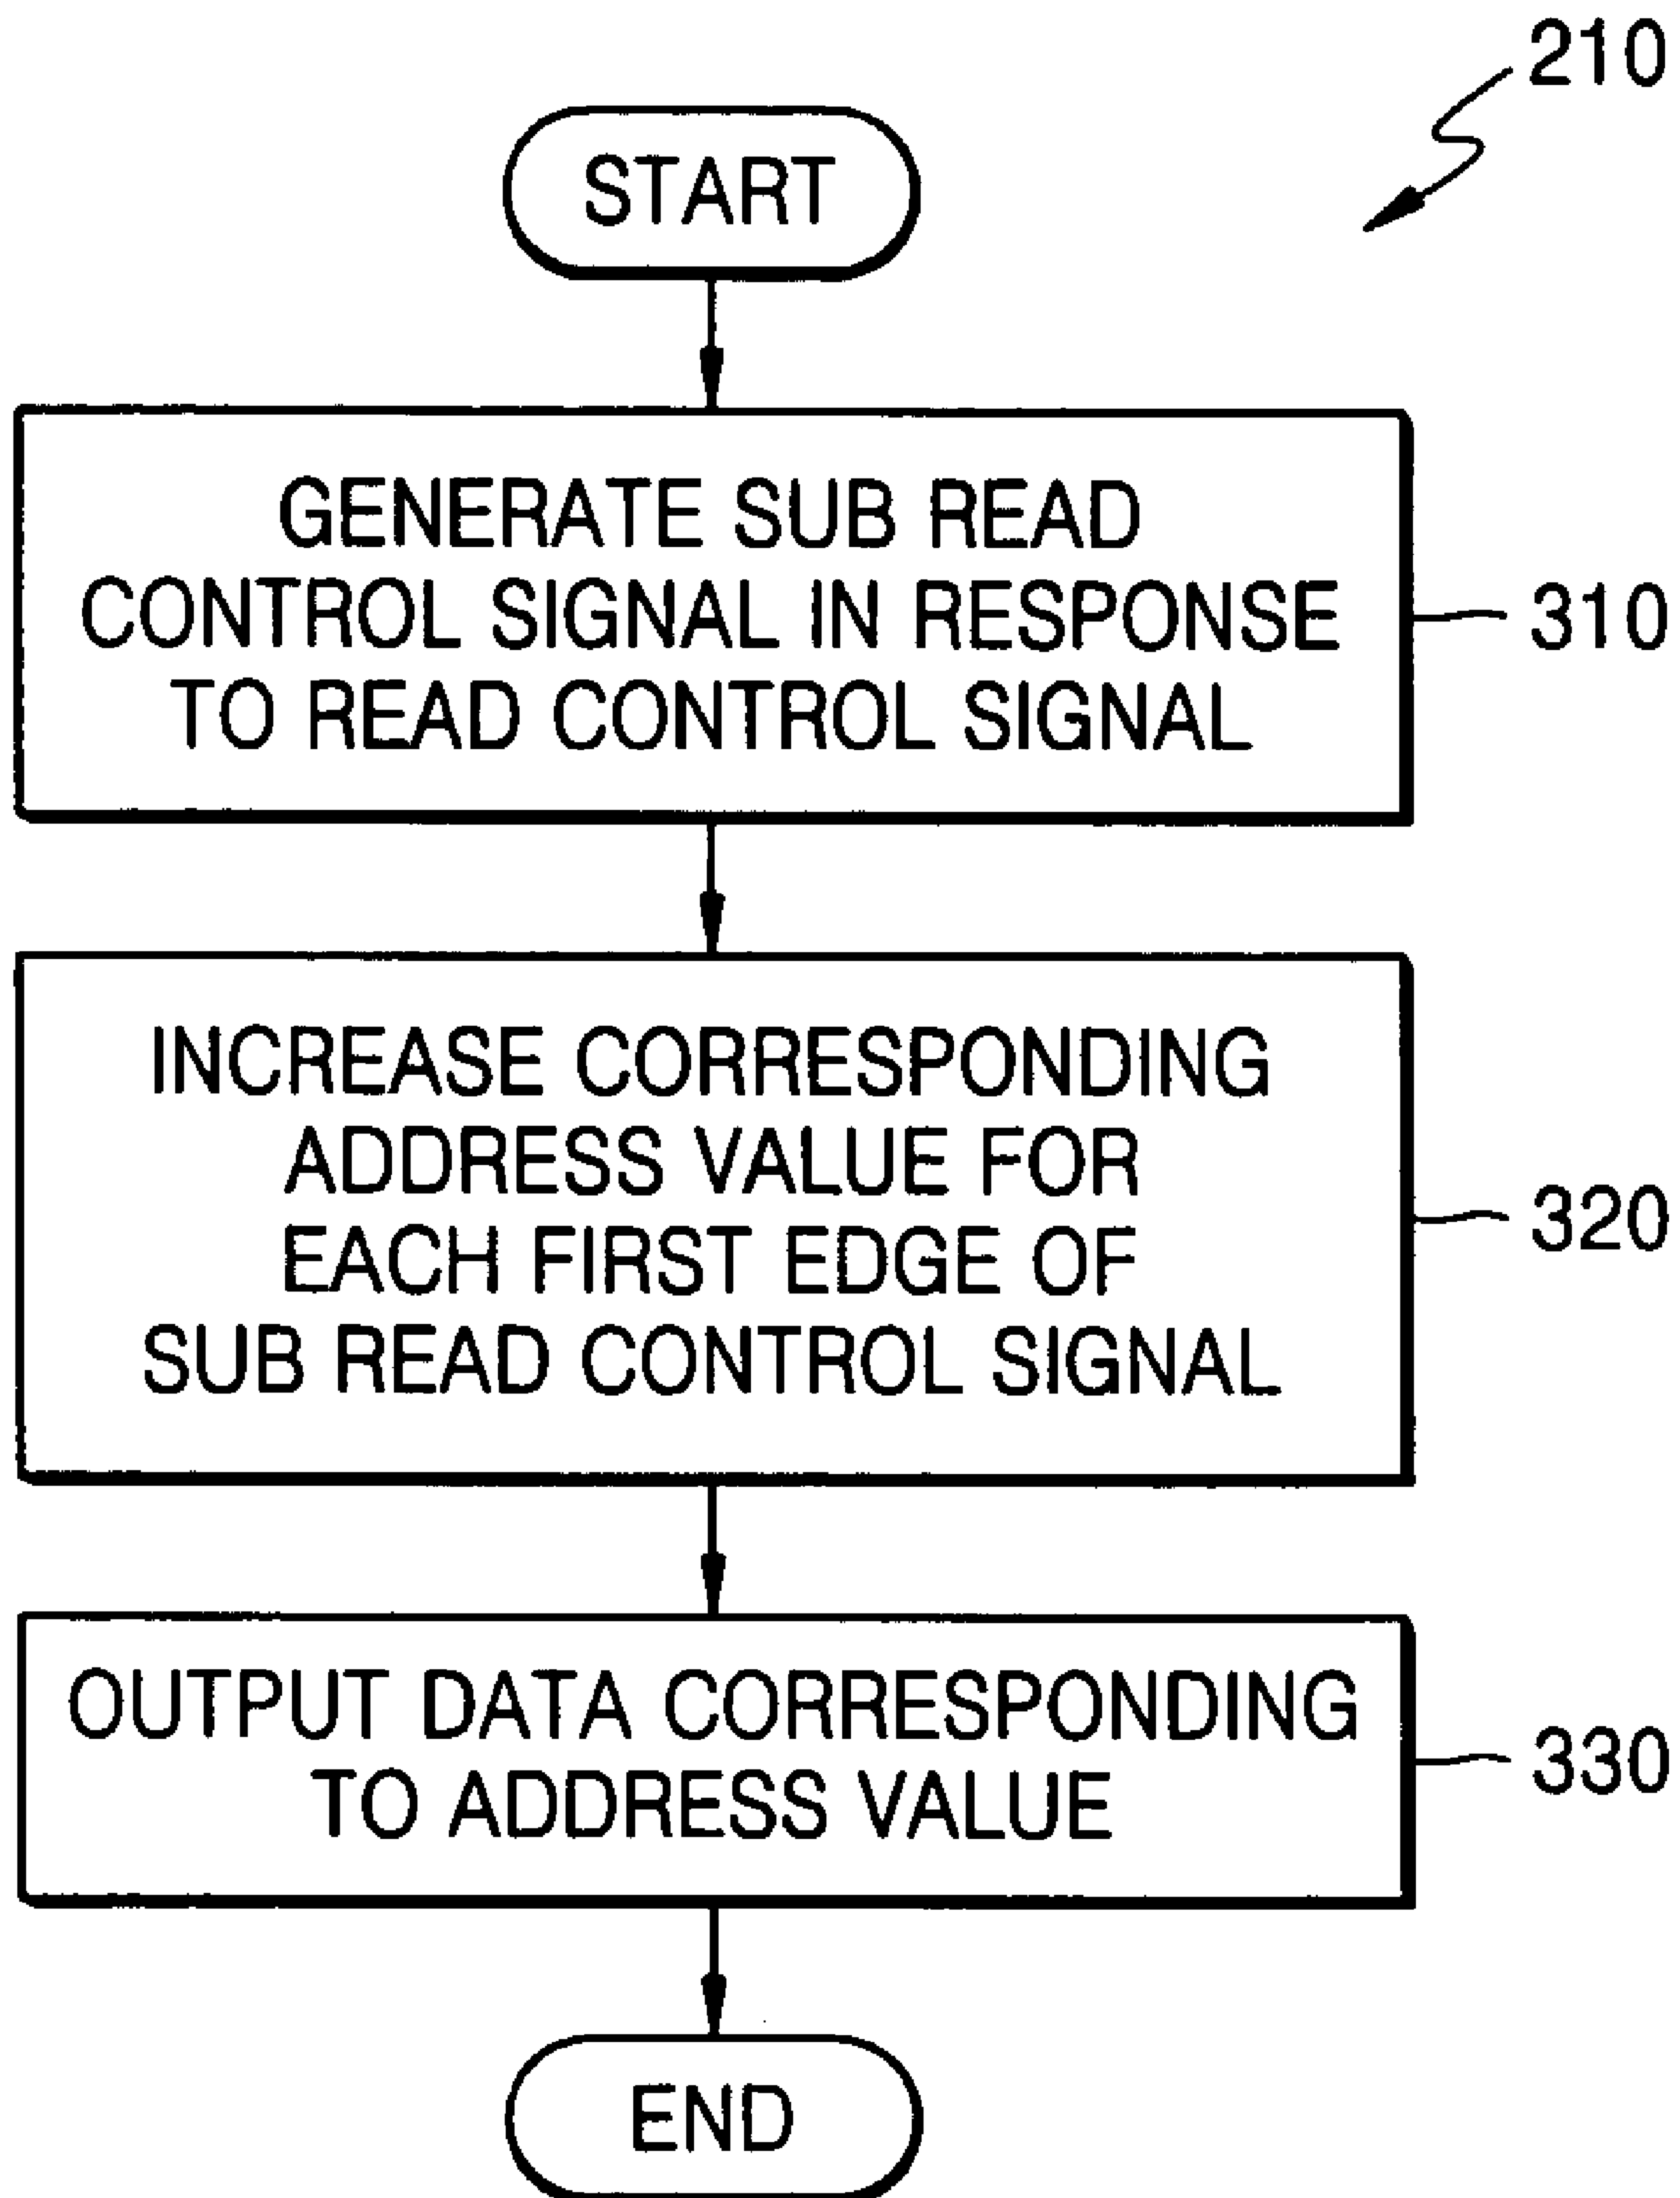 210
START
GENERATE SUB READ
CONTROL SIGNAL IN RESPONSE
TO READ CONTROL SIGNAL
310
INCREASE CORRESPONDING
ADDRESS VALUE FOR
EACH FIRST EDGE OF
SUB READ CONTROL SIGNAL
320
OUTPUT DATA CORRESPONDING
TO ADDRESS VALUE
330
END